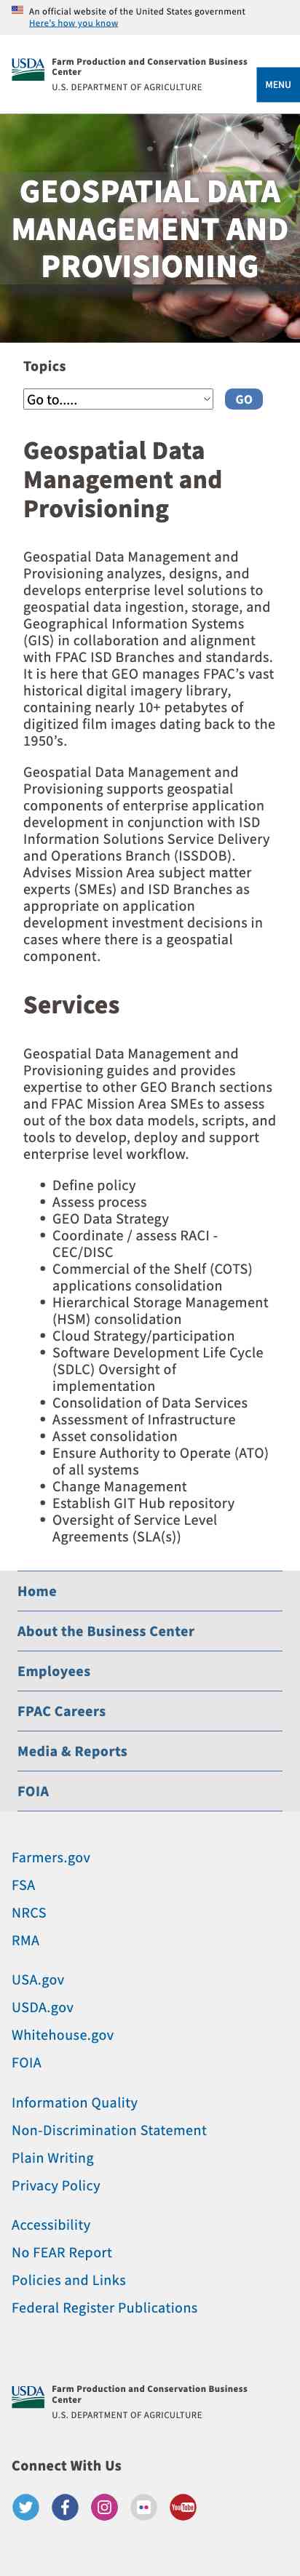 An official website of the United States government
Here's how you know
USDA
Farm Production and Conservation Business
Center
U.S. DEPARTMENT OF AGRICULTURE
MENU
GEOSPATIAL DATA
MANAGEMENT AND
PROVISIONING
Topics
Go to.....
GO
Geospatial Data
Management and
Provisioning
Geospatial Data Management and
Provisioning analyzes, designs, and
develops enterprise level solutions to
geospatial data ingestion, storage, and
Geographical Information Systems
(GIS) in collaboration and alignment
with FPAC ISD Branches and standards.
It is here that GEO manages FPAC’s vast
historical digital imagery library,
containing nearly 10+ petabytes of
digitized film images dating back to the
1950’s.
Geospatial Data Management and
Provisioning supports geospatial
components of enterprise application
development in conjunction with ISD
Information Solutions Service Delivery
and Operations Branch (ISSDOB).
Advises Mission Area subject matter
experts (SMEs) and ISD Branches as
appropriate on application
development investment decisions in
cases where there is a geospatial
component.
Services
Geospatial Data Management and
Provisioning guides and provides
expertise to other GEO Branch sections
and FPAC Mission Area SMEs to assess
out of the box data models, scripts, and
tools to develop, deploy and support
enterprise level workflow.
• Define policy
• Assess process
• GEO Data Strategy
• Coordinate / assess RACI -
CEC/DISC
• Commercial of the Shelf (COTS)
applications consolidation
• Hierarchical Storage Management
(HSM) consolidation
• Cloud Strategy/participation
• Software Development Life Cycle
(SDLC) Oversight of
implementation
• Consolidation of Data Services
• Assessment of Infrastructure
• Asset consolidation
• Ensure Authority to Operate (ATO)
of all systems
• Change Management
• Establish GIT Hub repository
• Oversight of Service Level
Agreements (SLA(s))
Home
About the Business Center
Employees
FPAC Careers
Media & Reports
FOIA
Farmers.gov
FSA
NRCS
RMA
USA.gov
USDA.gov
Whitehouse.gov
FOIA
Information Quality
Non-Discrimination Statement
Plain Writing
Privacy Policy
Accessibility
No FEAR Report
Policies and Links
Federal Register Publications
USDA
Farm Production and Conservation Business
Center
U.S. DEPARTMENT OF AGRICULTURE
Connect With Us
YouTube